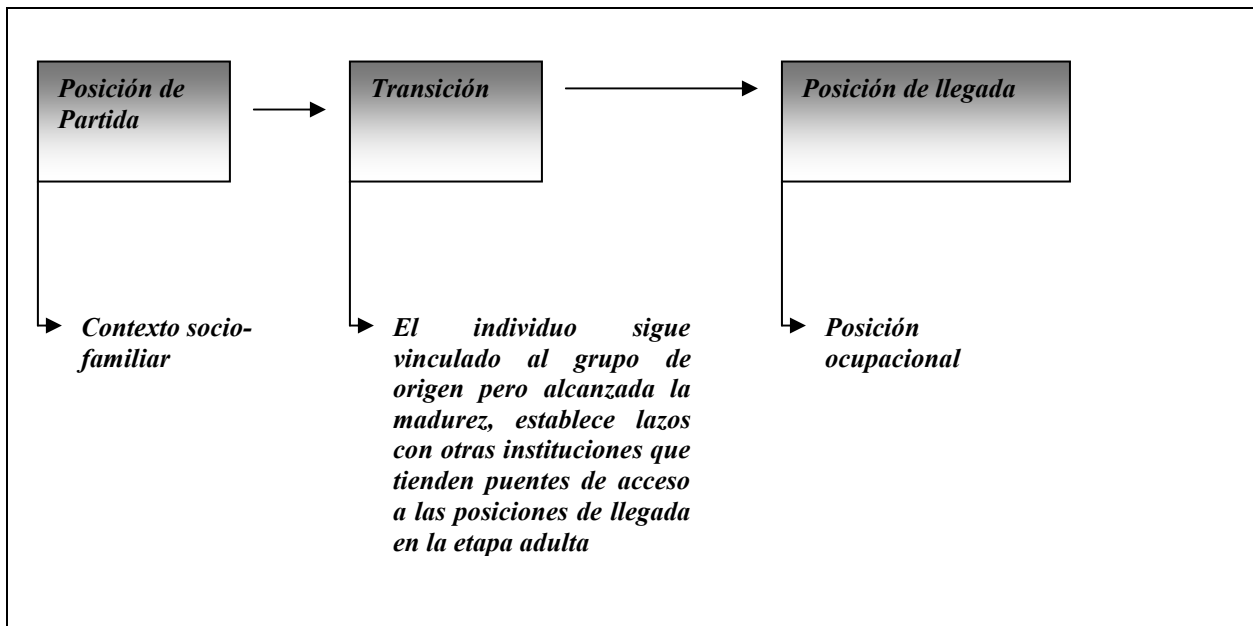 Posición de
Partida
Transición
Posición de llegada
Contexto socio-
familiar
El individuo sigue
vinculado al grupo de
origen pero alcanzada la
madurez, establece lazos
con otras instituciones que
tienden puentes de acceso
a las posiciones de llegada
en la etapa adulta
Posición
ocupacional